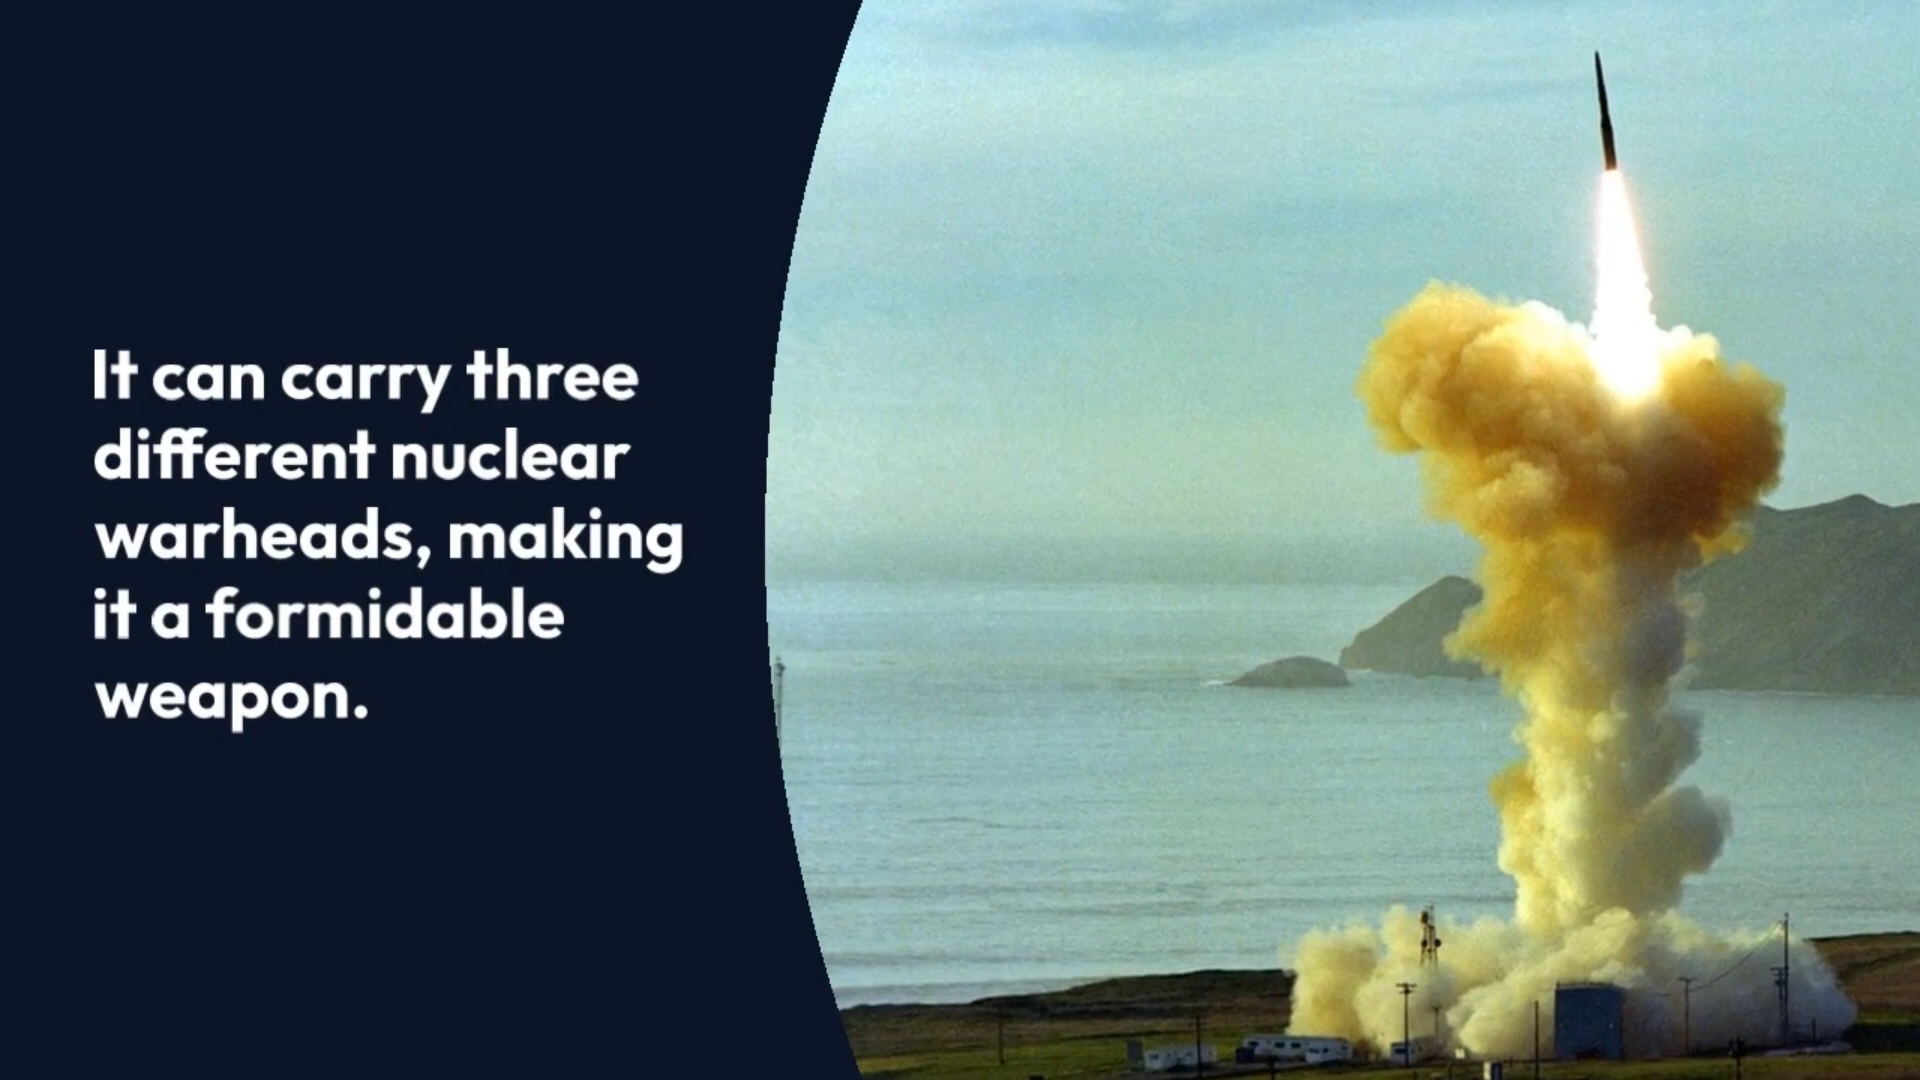 It can carry three
different nuclear
warheads, making
it a formidable
weapon.